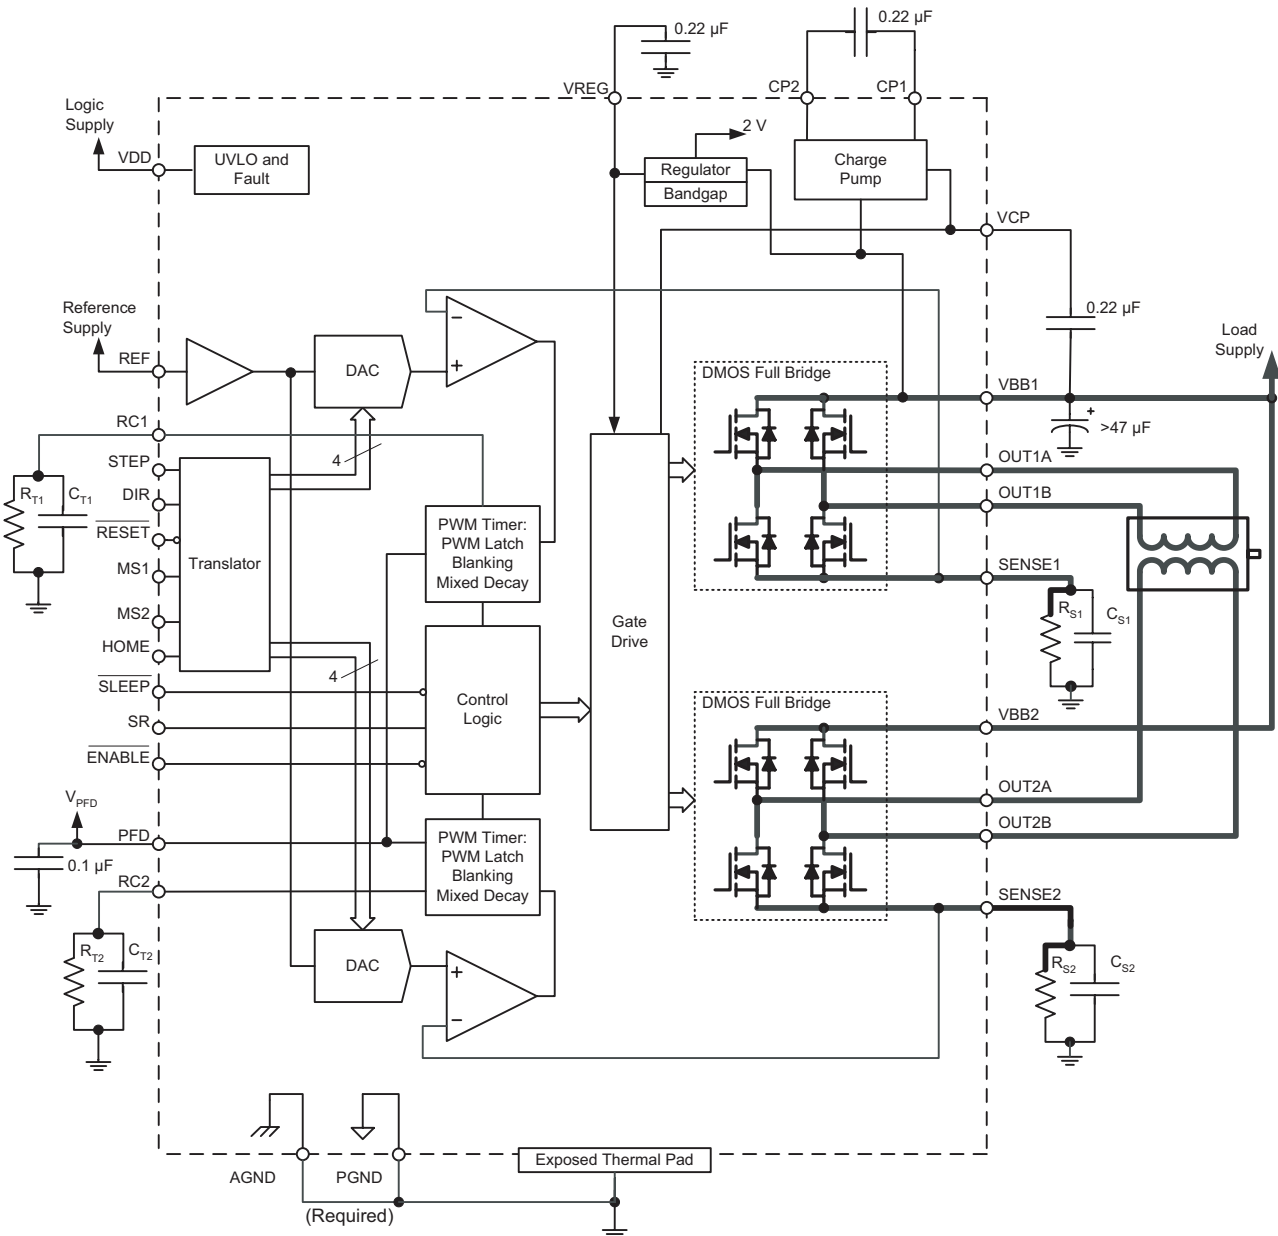 0.22 µF
0.22 µF
VREG
CP2
CP1
Logic
Supply
2 V
VDD
UVLO and
Fault
Regulator
Bandgap
Charge
Pump
VCP
Reference
Supply
0.22 µF
Load
Supply
REF
DAC
−
+
DMOS Full Bridge
VBB1
+
>47 µF
RC1
4
STEP
OUT1A
RT1
CT1
DIR
OUT1B
RESET
PWM Timer:
PWM Latch
Blanking
Mixed Decay
Translator
MS1
SENSE1
MS2
RS1
CS1
Gate
Drive
HOME
4
SLEEP
Control
Logic
DMOS Full Bridge
SR
VBB2
ENABLE
VPFD
OUT2A
PFD
OUT2B
0.1 µF
PWM Timer:
PWM Latch
Blanking
Mixed Decay
RC2
SENSE2
RT2
CT2
DAC
+
−
RS2
CS2
AGND
PGND
Exposed Thermal Pad
(Required)